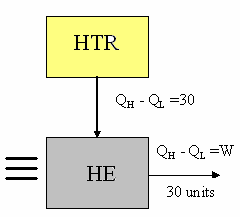 HTR
Q_H - Q_L =30
Q_H - Q_L =W
HE
30 units